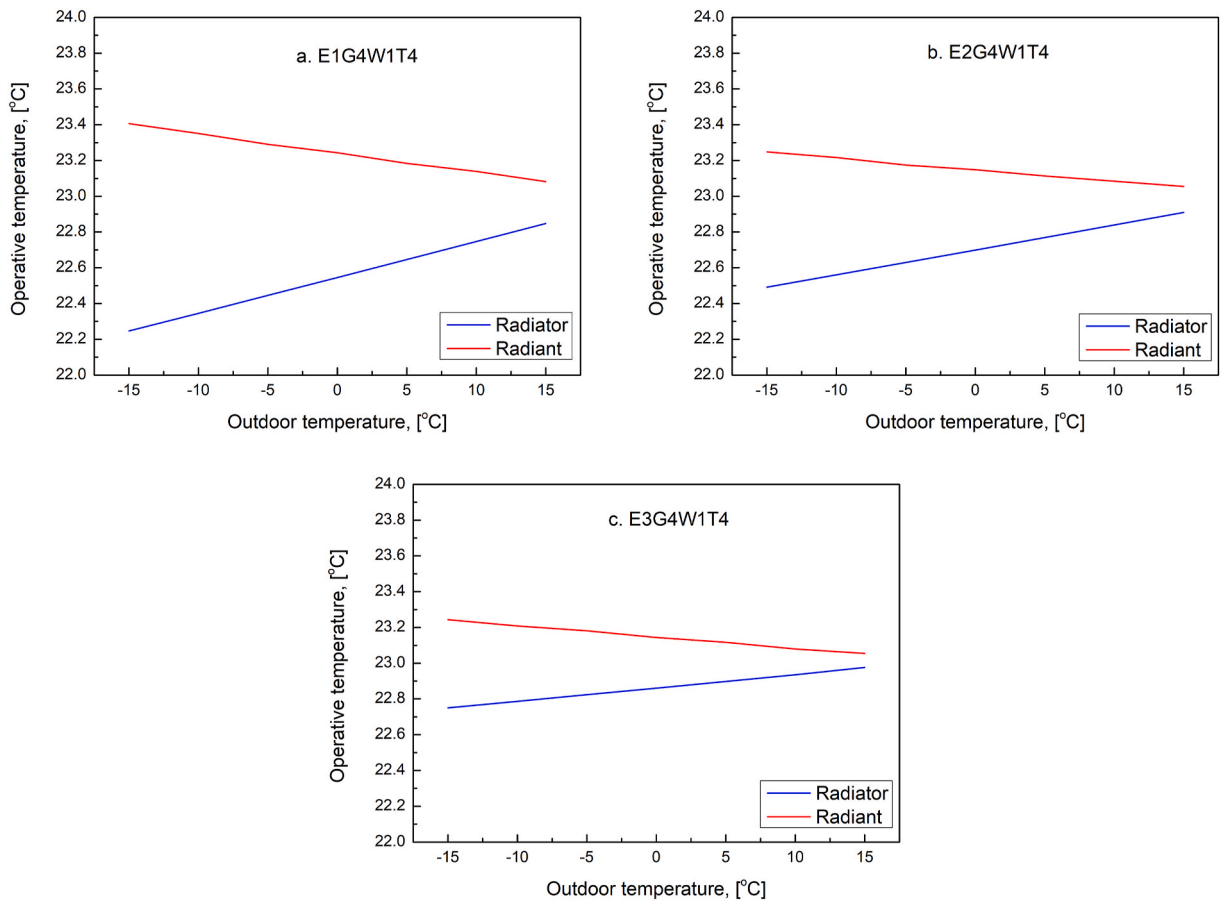 a. E1G4W1T4
Operative temperature, [°C]
24.0
23.8
23.6
23.4
23.2
23.0
22.8
22.6
22.4
22.2
22.0
Radiator
Radiant
-15 -10 -5 0 5 10 15
Outdoor temperature, [°C]
b. E2G4W1T4
Operative temperature, [°C]
24.0
23.8
23.6
23.4
23.2
23.0
22.8
22.6
22.4
22.2
22.0
Radiator
Radiant
-15 -10 -5 0 5 10 15
Outdoor temperature, [°C]
c. E3G4W1T4
Operative temperature, [°C]
24.0
23.8
23.6
23.4
23.2
23.0
22.8
22.6
22.4
22.2
22.0
Radiator
Radiant
-15 -10 -5 0 5 10 15
Outdoor temperature, [°C]